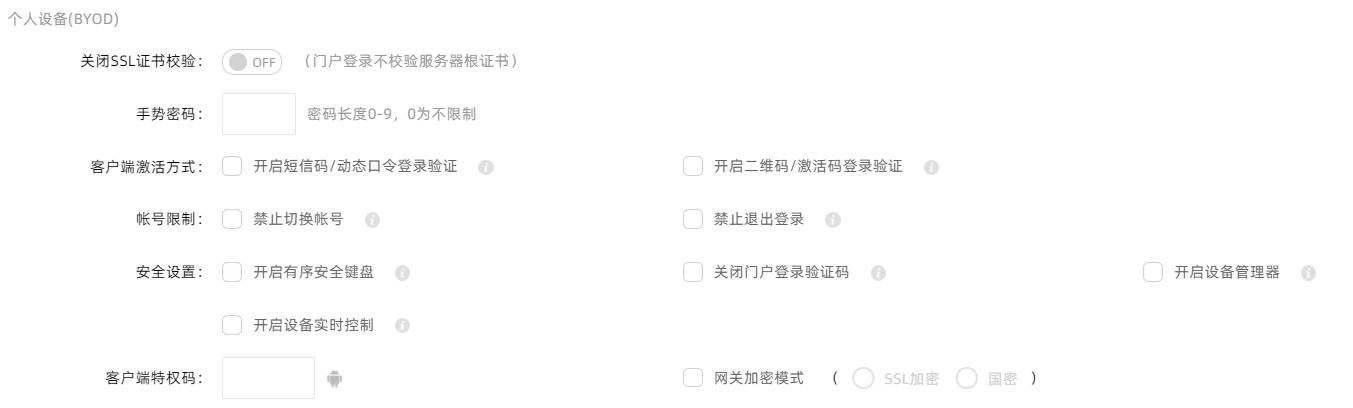 个人设备(BYOD)
关闭SSL证书校验： OFF （门户登录不校验服务器根证书）
手势密码： 密码长度0-9，0为不限制
客户端激活方式： 开启短信码/动态口令登录验证 开启二维码/激活码登录验证
帐号限制： 禁止切换帐号 禁止退出登录
安全设置： 开启有序安全键盘 关闭门户登录验证码 开启设备管理器
开启设备实时控制
客户端特权码： 网关加密模式 ( SSL加密 国密 )